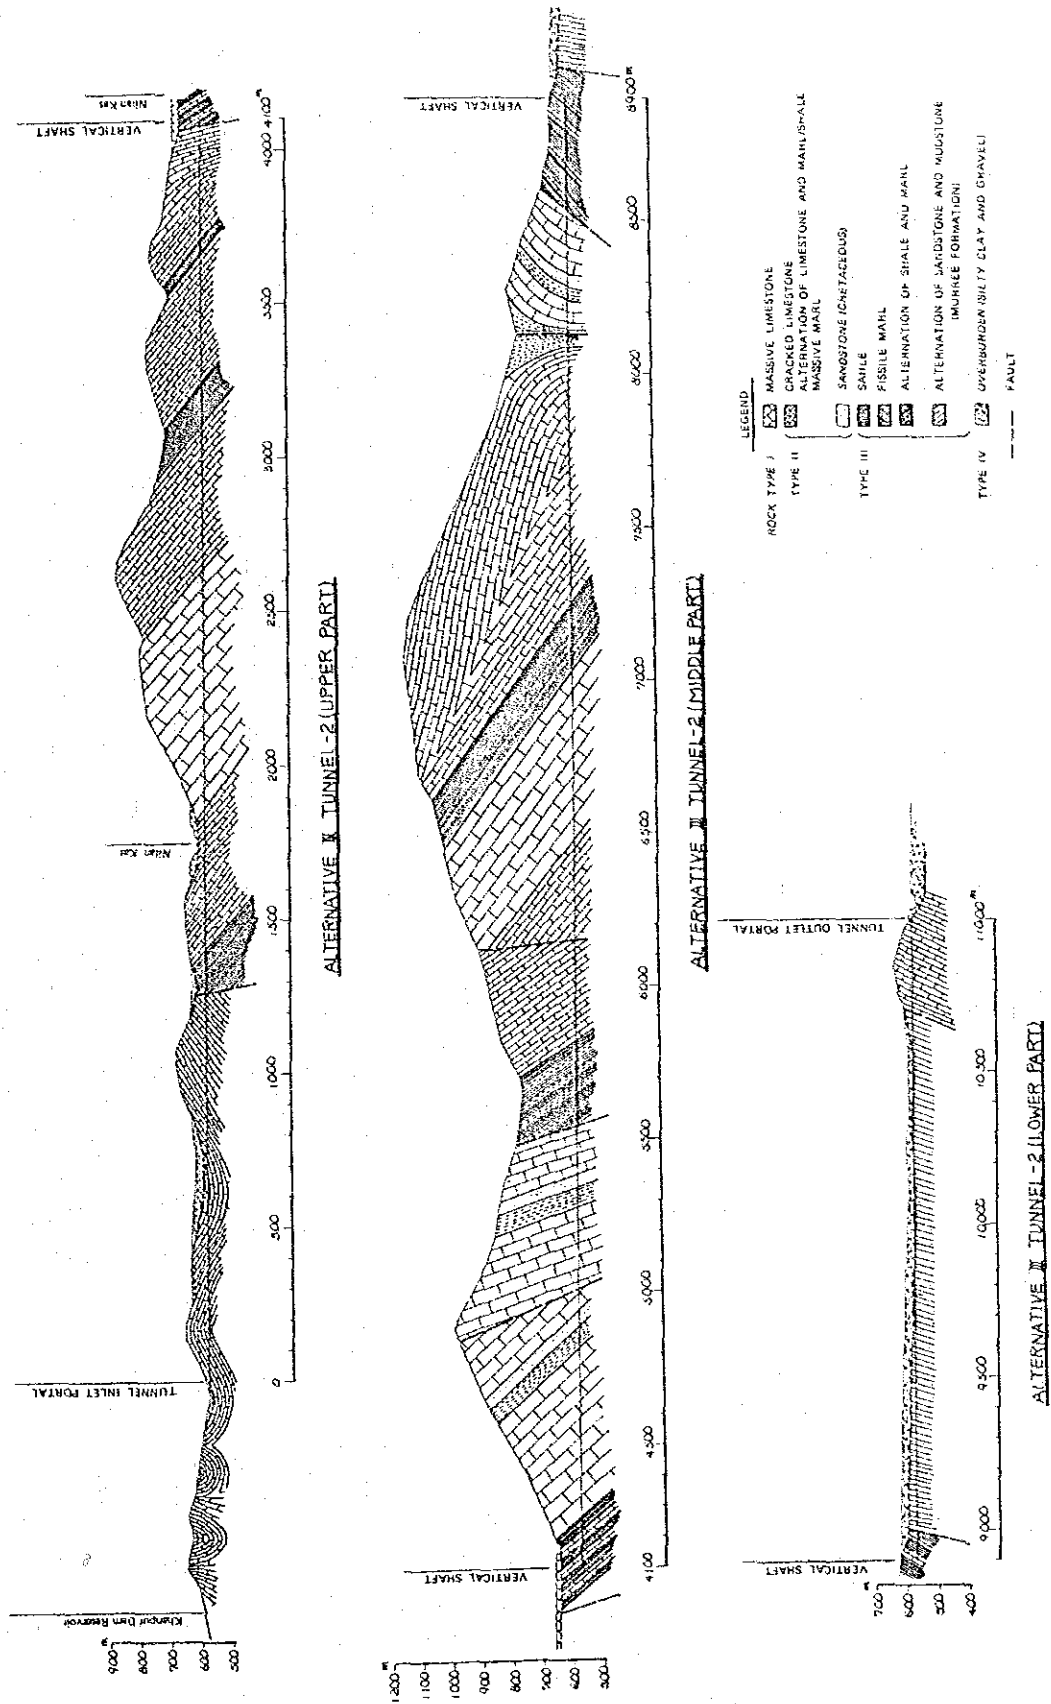 Khanpur Dam Reservoir
TUNNEL INLET PORTAL
Nilan Kas
VERTICAL SHAFT
Nilan Kas
m
900
800
700
600
500
0
500
1000
1500
2000
2500
3000
3500
4000
4100 m
ALTERNATIVE III TUNNEL-2 (UPPER PART)
VERTICAL SHAFT
VERTICAL SHAFT
m
1200
1100
1000
900
800
700
600
500
4100
4500
5000
5500
6000
6500
7000
7500
8000
8500
8900 m
ALTERNATIVE III TUNNEL-2 (MIDDLE PART)
VERTICAL SHAFT
TUNNEL OUTLET PORTAL
m
700
600
500
400
9000
9500
10000
10500
11000 m
ALTERNATIVE III TUNNEL-2 (LOWER PART)
LEGEND
ROCK TYPE I MASSIVE LIMESTONE
TYPE II CRACKED LIMESTONE
ALTERNATION OF LIMESTONE AND MARL/SHALE
MASSIVE MARL
SANDSTONE (CRETACEOUS)
TYPE III SAHLE
FISSILE MARL
ALTERNATION OF SHALE AND MARL
ALTERNATION OF SANDSTONE AND MUDSTONE
(MURREE FORMATION)
TYPE IV OVERBURDEN (SILTY CLAY AND GRAVEL)
FAULT